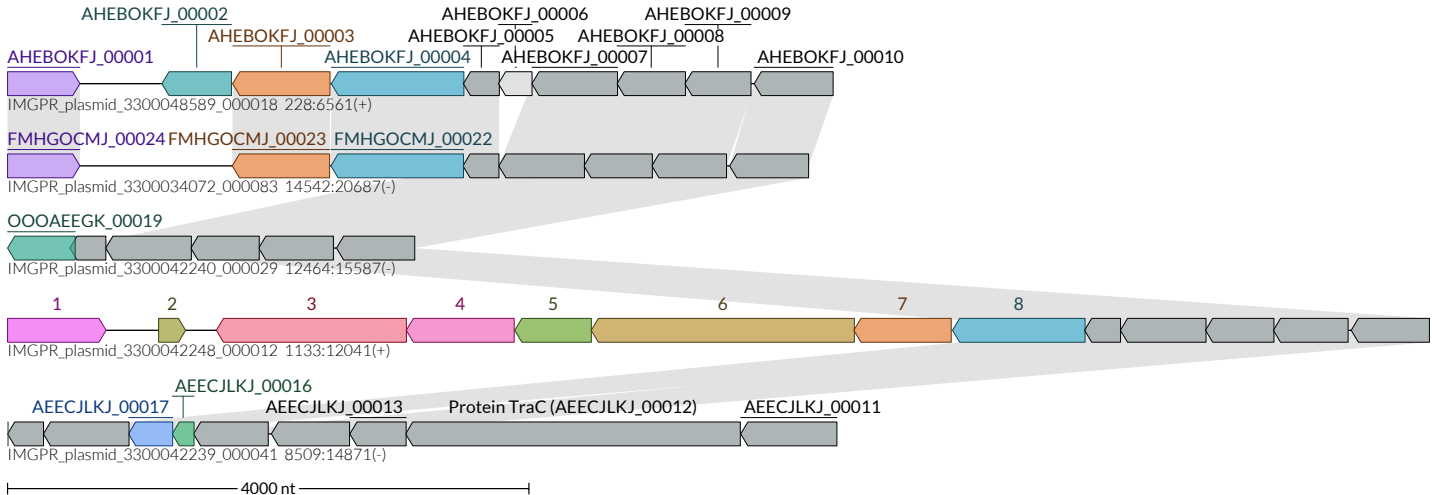 AHEBOKFJ_00002 AHEBOKFJ_00006 AHEBOKFJ_00009
AHEBOKFJ_00003 AHEBOKFJ_00005 AHEBOKFJ_00008
AHEBOKFJ_00001 AHEBOKFJ_00004 AHEBOKFJ_00007 AHEBOKFJ_00010
IMGPR_plasmid_3300048589_000018 228:6561(+)
FMHGOCMJ_00024 FMHGOCMJ_00023 FMHGOCMJ_00022
IMGPR_plasmid_3300034072_000083 14542:20687(-)
OOOAEEGK_00019
IMGPR_plasmid_3300042240_000029 12464:15587(-)
1 2 3 4 5 6 7 8
IMGPR_plasmid_3300042248_000012 1133:12041(+)
AEECJLKJ_00016
AEECJLKJ_00017 AEECJLKJ_00013 Protein TraC (AEECJLKJ_00012) AEECJLKJ_00011
IMGPR_plasmid_3300042239_000041 8509:14871(-)
4000 nt